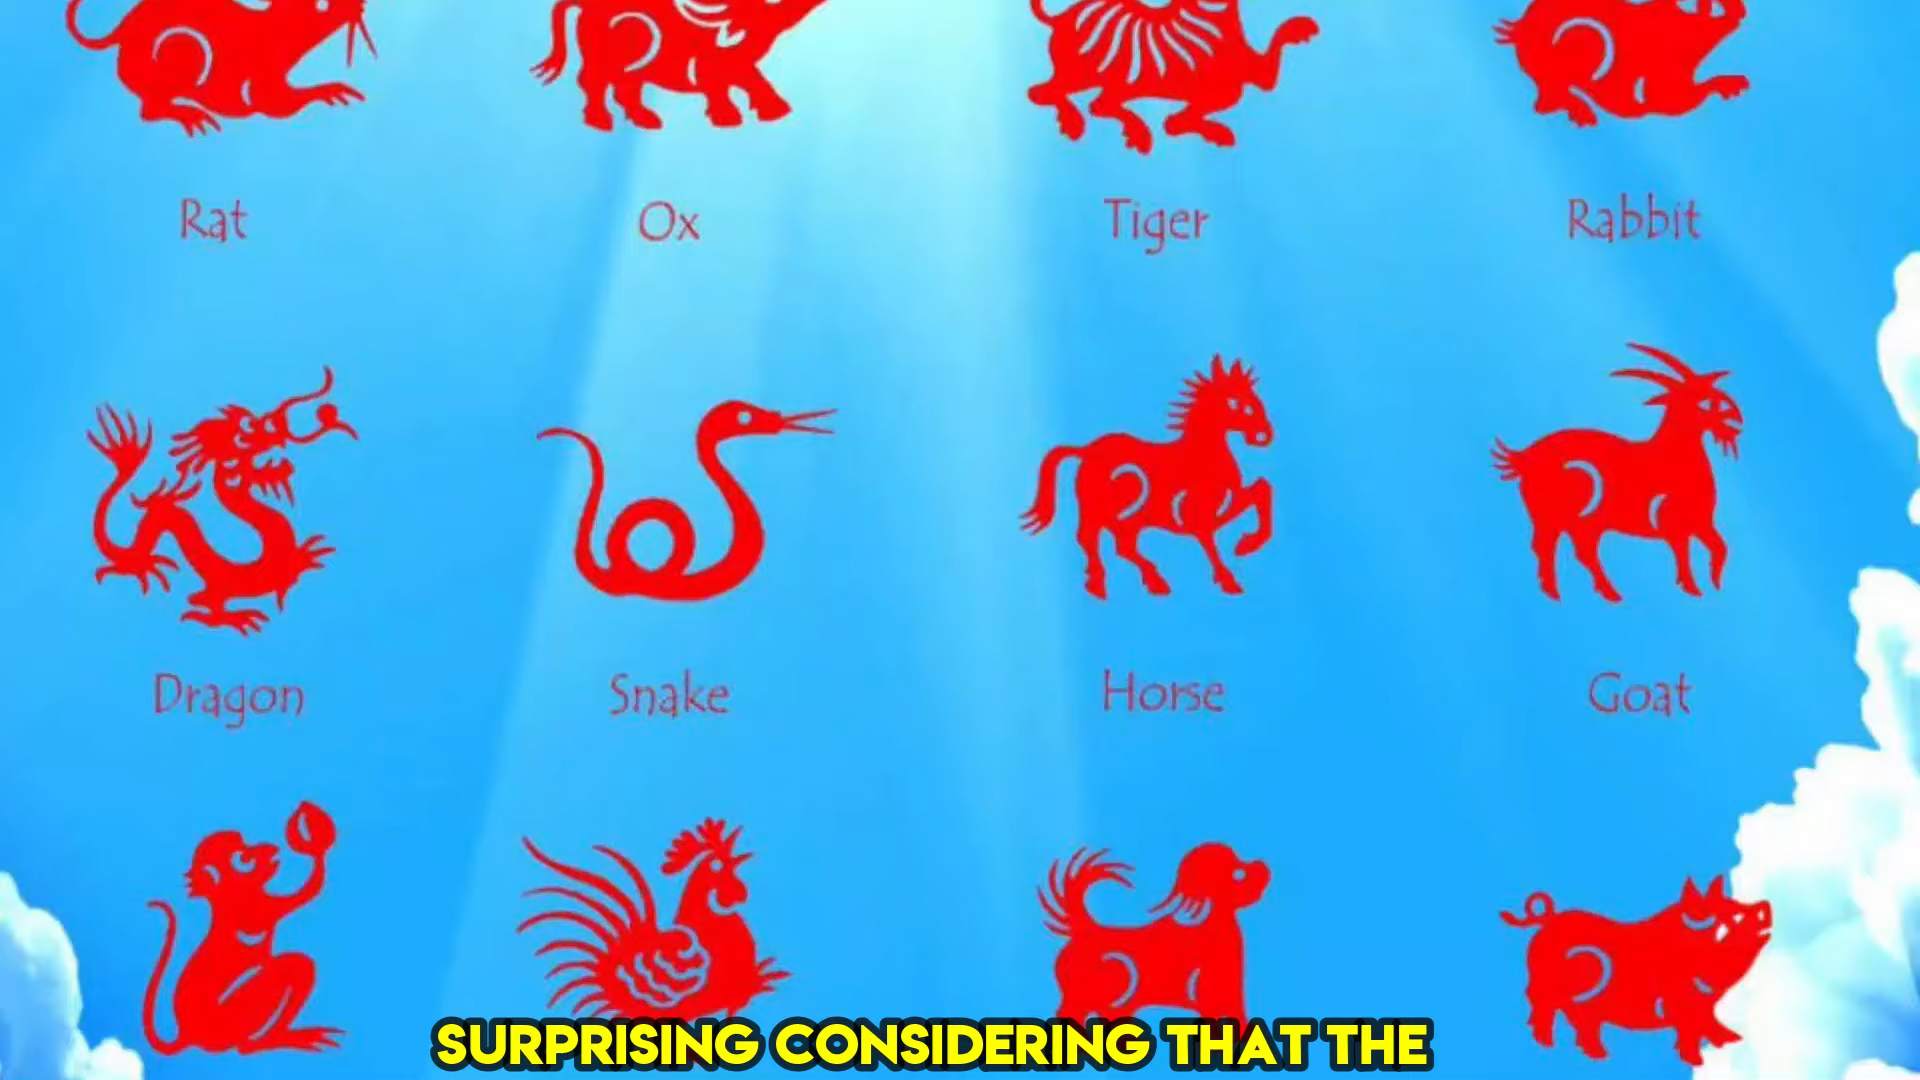 Rat Ox Tiger Rabbit
Dragon Snake Horse Goat
SURPRISING CONSIDERING THAT THE